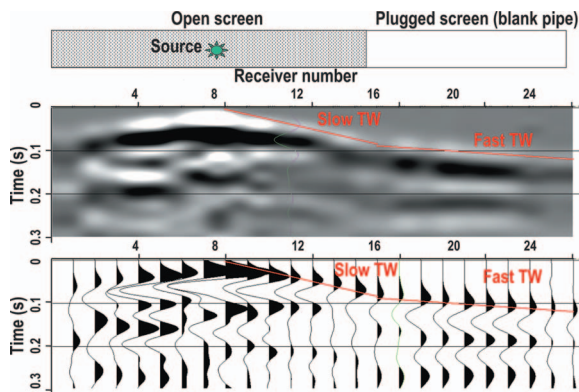 Open screen Plugged screen (blank pipe)
Source
Receiver number
4 8 12 16 20 24
0
Slow TW
Fast TW
0.1
0.2
0.3
Time (s)
4 8 12 16 20 24
0
Slow TW
Fast TW
0.1
0.2
0.3
Time (s)